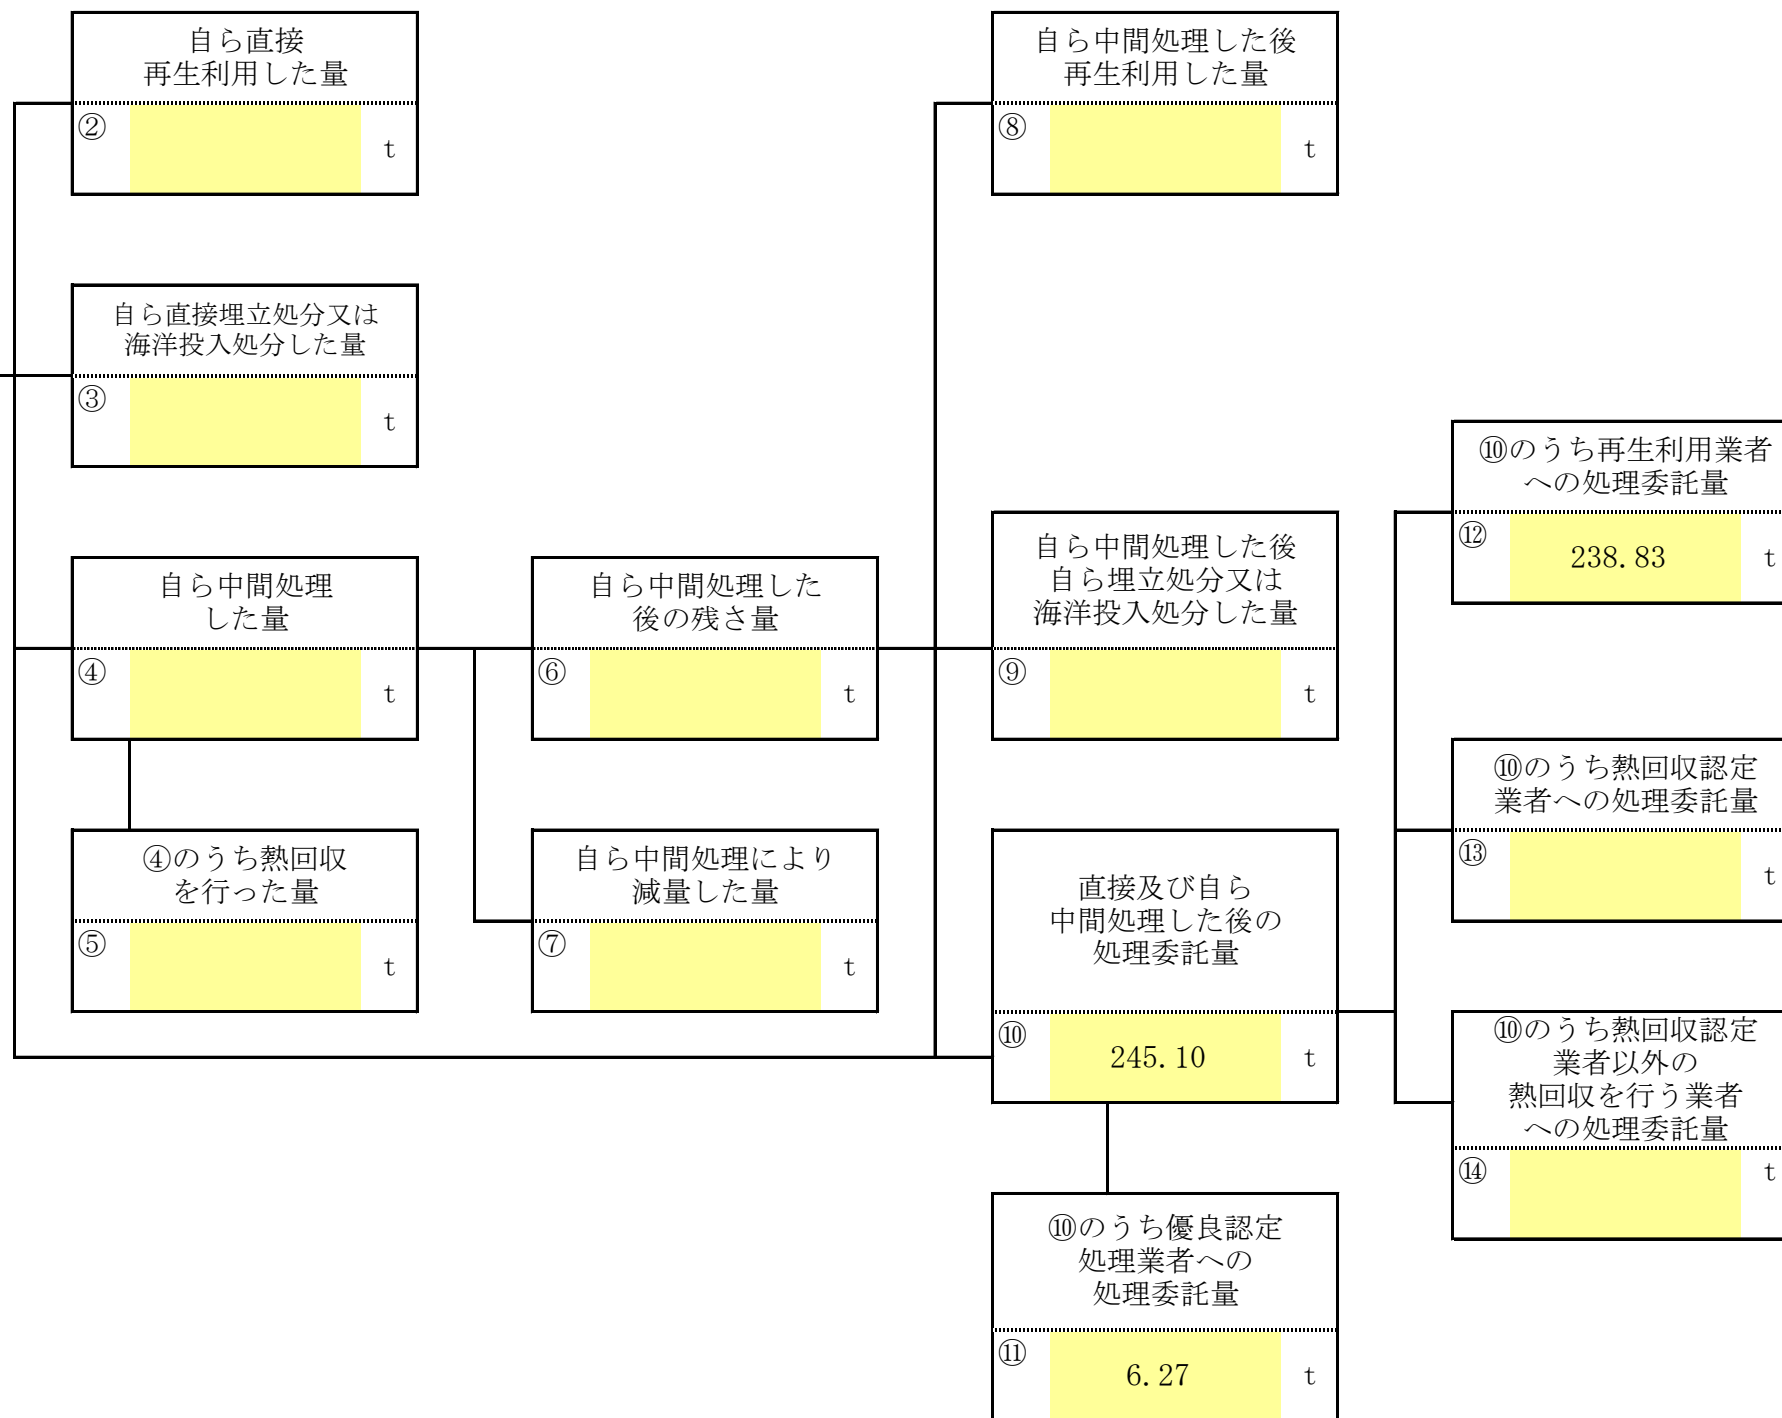 自ら直接
再生利用した量
②
t
自ら中間処理した後
再生利用した量
⑧
t
自ら直接埋立処分又は
海洋投入処分した量
③
t
⑩のうち再生利用業者
への処理委託量
⑫
238.83
t
自ら中間処理
した量
④
t
自ら中間処理した
後の残さ量
⑥
t
自ら中間処理した後
自ら埋立処分又は
海洋投入処分した量
⑨
t
⑩のうち熱回収認定
業者への処理委託量
⑬
t
④のうち熱回収
を行った量
⑤
t
自ら中間処理により
減量した量
⑦
t
直接及び自ら
中間処理した後の
処理委託量
⑩
245.10
t
⑩のうち熱回収認定
業者以外の
熱回収を行う業者
への処理委託量
⑭
t
⑩のうち優良認定
処理業者への
処理委託量
⑪
6.27
t